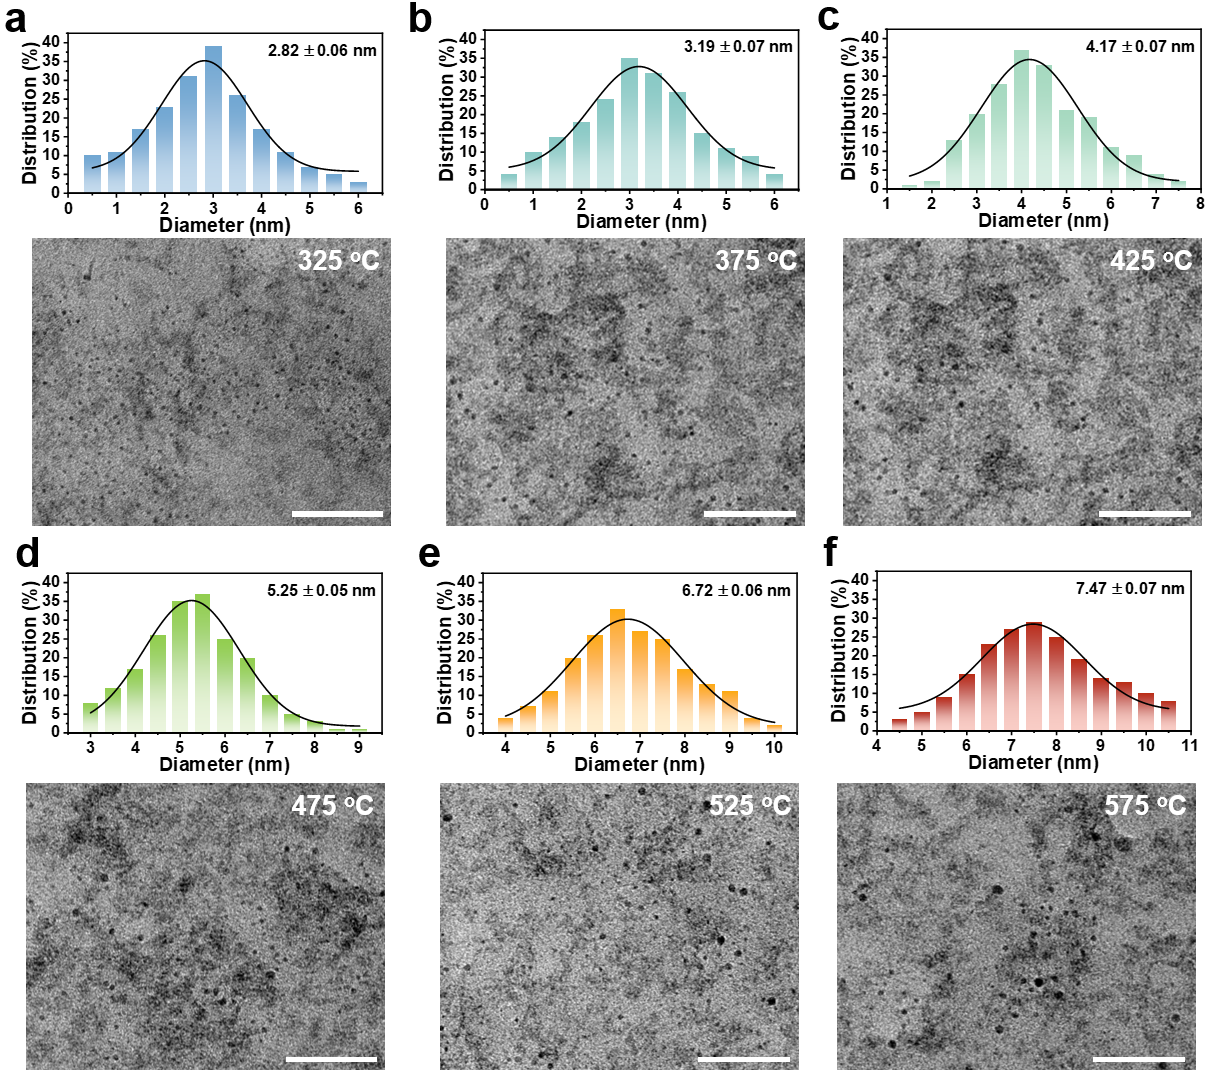 a
Distribution (%)
40
35
30
25
20
15
10
5
0
2.82 ±0.06 nm
0 1 2 3 4 5 6
Diameter (nm)
325 °C
b
Distribution (%)
40
35
30
25
20
15
10
5
0
3.19 ±0.07 nm
0 1 2 3 4 5 6
Diameter (nm)
375 °C
c
Distribution (%)
40
35
30
25
20
15
10
5
0
4.17 ±0.07 nm
1 2 3 4 5 6 7 8
Diameter (nm)
425 °C
d
Distribution (%)
40
35
30
25
20
15
10
5
0
5.25 ±0.05 nm
3 4 5 6 7 8 9
Diameter (nm)
475 °C
e
Distribution (%)
40
35
30
25
20
15
10
5
0
6.72 ±0.06 nm
4 5 6 7 8 9 10
Diameter (nm)
525 °C
f
Distribution (%)
40
35
30
25
20
15
10
5
0
7.47 ±0.07 nm
4 5 6 7 8 9 10 11
Diameter (nm)
575 °C